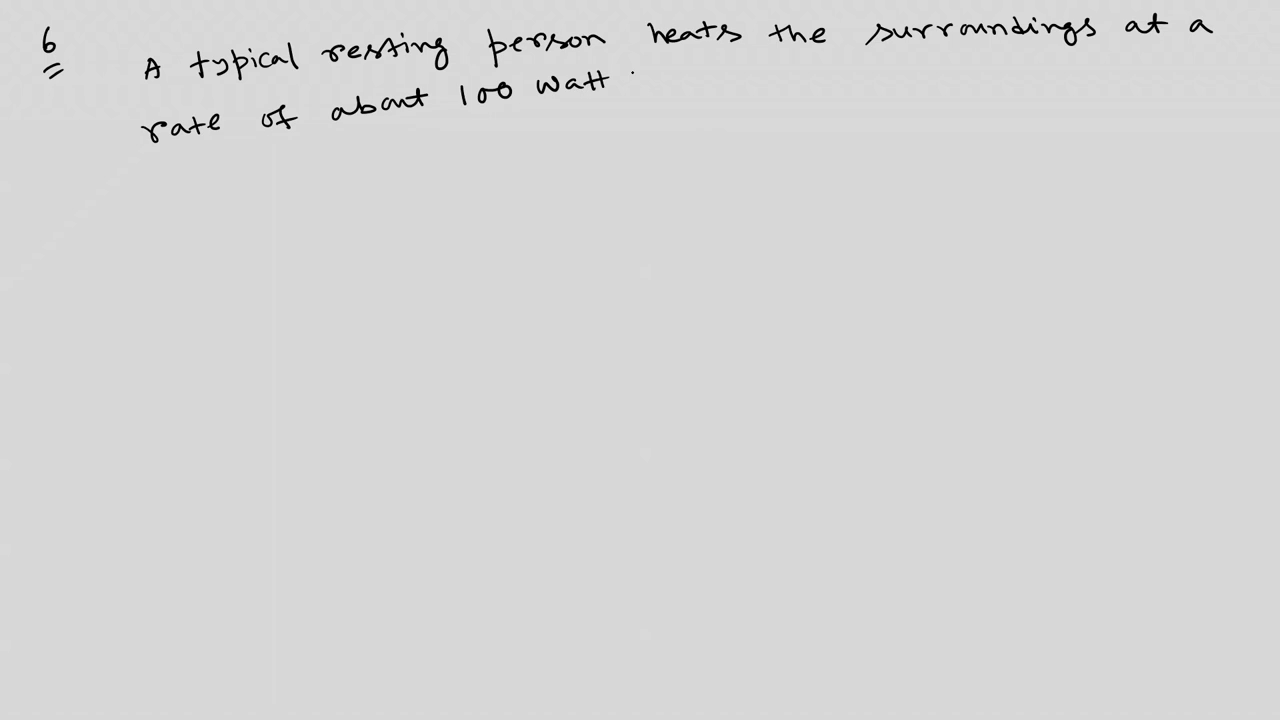 6 A typical resting person heats the surroundings at a
rate of about 100 watt.